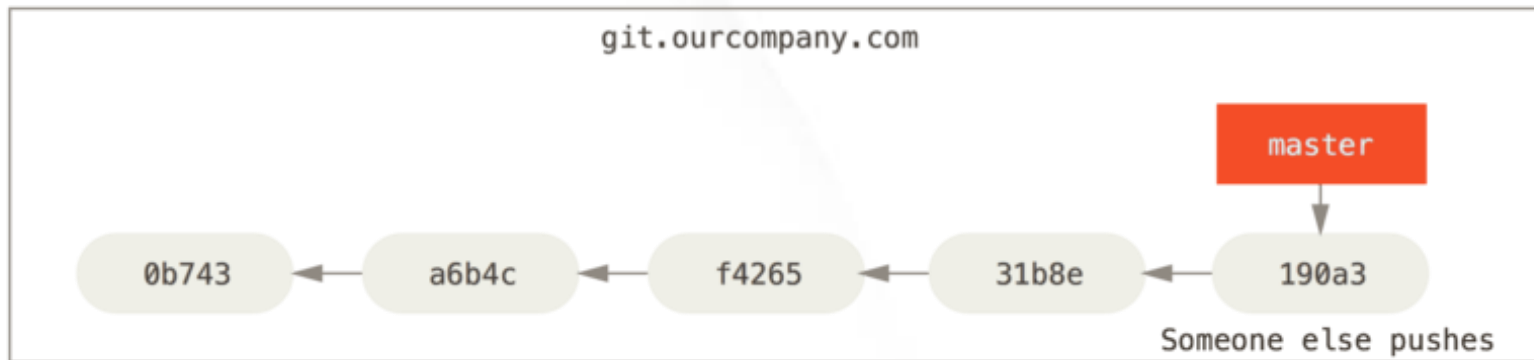 git.ourcompany.com
master
0b743 a6b4c f4265 31b8e 190a3
Someone else pushes